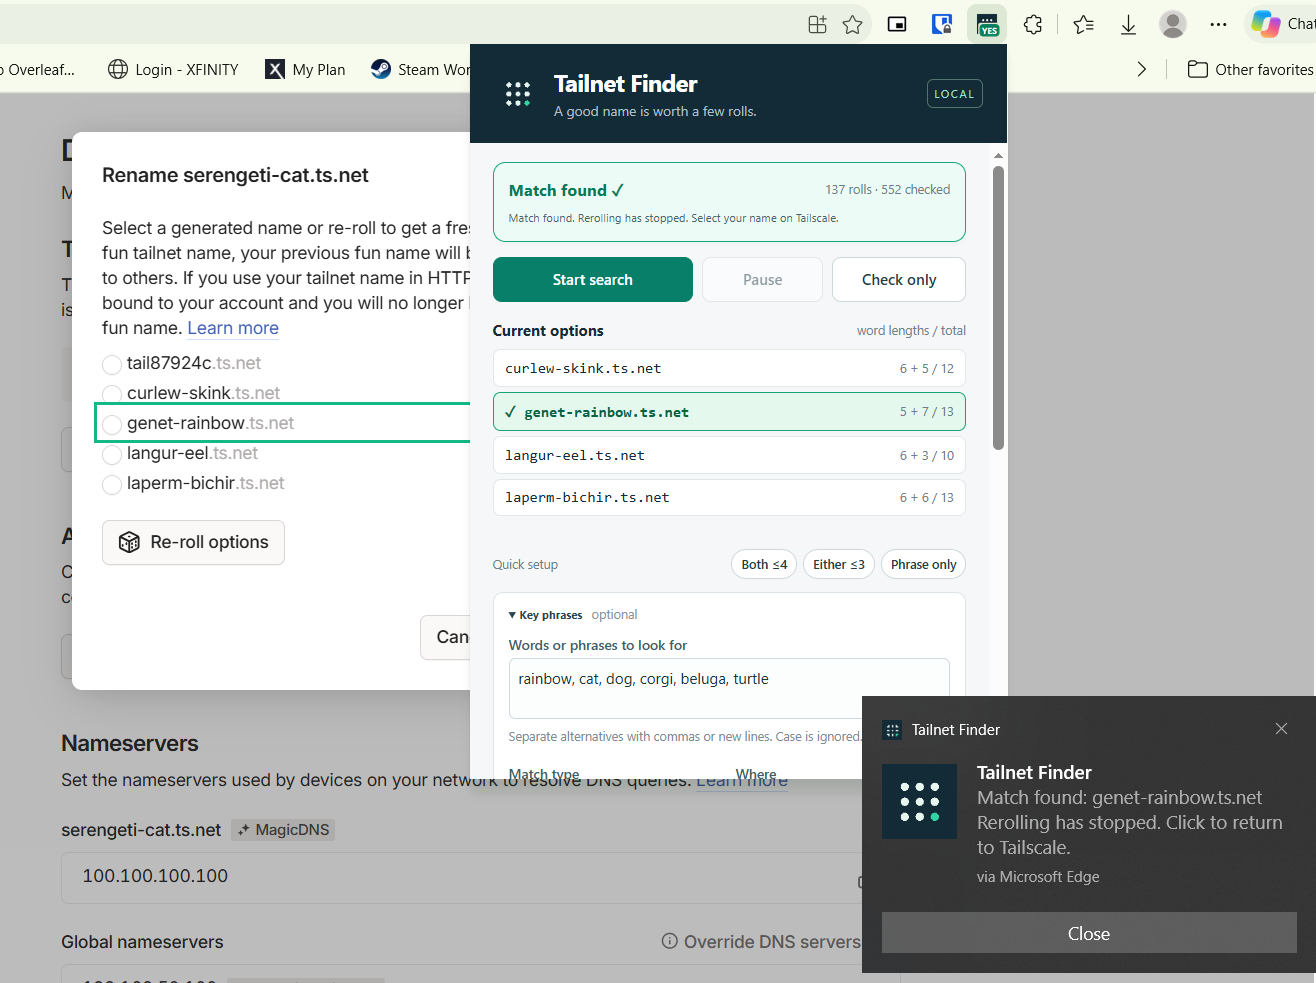 YES
Chat
Overleaf...
Login - XFINITY
My Plan
Steam Wor
Other favorites
Tailnet Finder
A good name is worth a few rolls.
LOCAL
Rename serengeti-cat.ts.net
Select a generated name or re-roll to get a fres
fun tailnet name, your previous fun name will b
to others. If you use your tailnet name in HTTP
bound to your account and you will no longer
fun name. Learn more
tail87924c.ts.net
curlew-skink.ts.net
genet-rainbow.ts.net
langur-eel.ts.net
laperm-bichir.ts.net
Re-roll options
Canc
Match found ✓
137 rolls · 552 checked
Match found. Rerolling has stopped. Select your name on Tailscale.
Start search
Pause
Check only
Current options
word lengths / total
curlew-skink.ts.net 6 + 5 / 12
✓ genet-rainbow.ts.net 5 + 7 / 13
langur-eel.ts.net 6 + 3 / 10
laperm-bichir.ts.net 6 + 6 / 13
Quick setup
Both ≤4
Either ≤3
Phrase only
▾ Key phrases optional
Words or phrases to look for
rainbow, cat, dog, corgi, beluga, turtle
Separate alternatives with commas or new lines. Case is ignored.
Match type
Where
Nameservers
Set the nameservers used by devices on your network to resolve DNS queries. Learn more
serengeti-cat.ts.net
MagicDNS
100.100.100.100
Global nameservers
Override DNS servers
Tailnet Finder
Tailnet Finder
Match found: genet-rainbow.ts.net
Rerolling has stopped. Click to return
to Tailscale.
via Microsoft Edge
Close